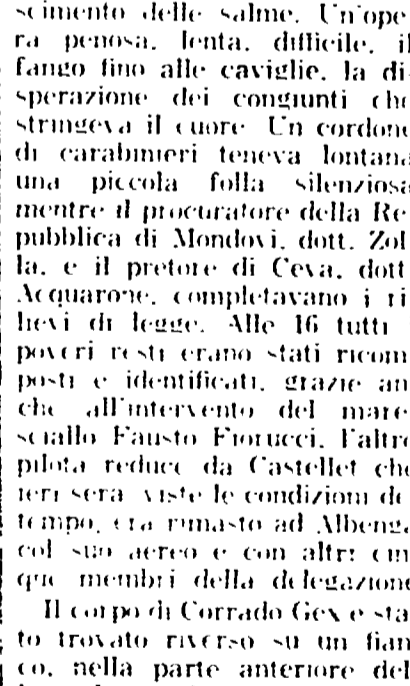 scimento delle salme. Un'ope-
ra penosa, lenta, difficile, il
fango fino alle caviglie, la di-
sperazione dei congiunti che
stringeva il cuore. Un cordone
di carabinieri teneva lontana
una piccola folla silenziosa
mentre il procuratore della Re-
pubblica di Mondovì, dott. Zol-
la, e il pretore di Ceva, dott.
Acquarone, completavano i ri-
lievi di legge. Alle 16 tutti i
poveri resti erano stati ricom-
posti e identificati, grazie an-
che all'intervento del mare-
sciallo Fausto Fiorucci, l'altro
pilota reduce da Castellet che
ieri sera viste le condizioni del
tempo, era rimasto ad Albenga
col suo aereo e con altri cin-
que membri della delegazione
Il corpo di Corrado Gex e sta-
to trovato riverso su un fian-
co, nella parte anteriore del